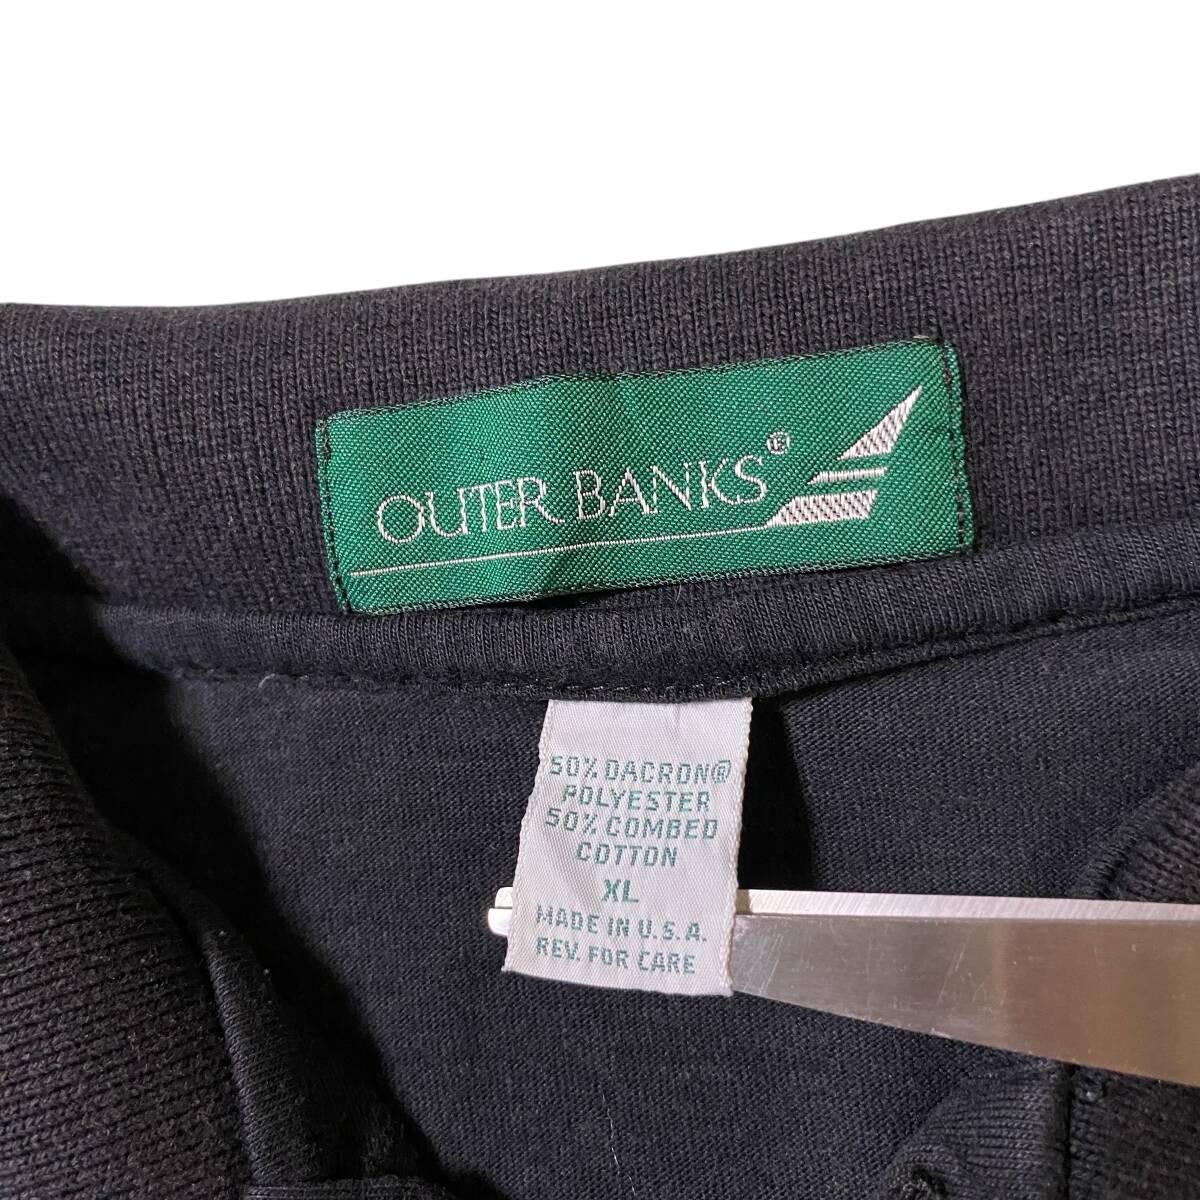 OUTER BANKS®
50% DACRON®
POLYESTER
50% COMBED
COTTON
XL
MADE IN U.S.A.
REV. FOR CARE